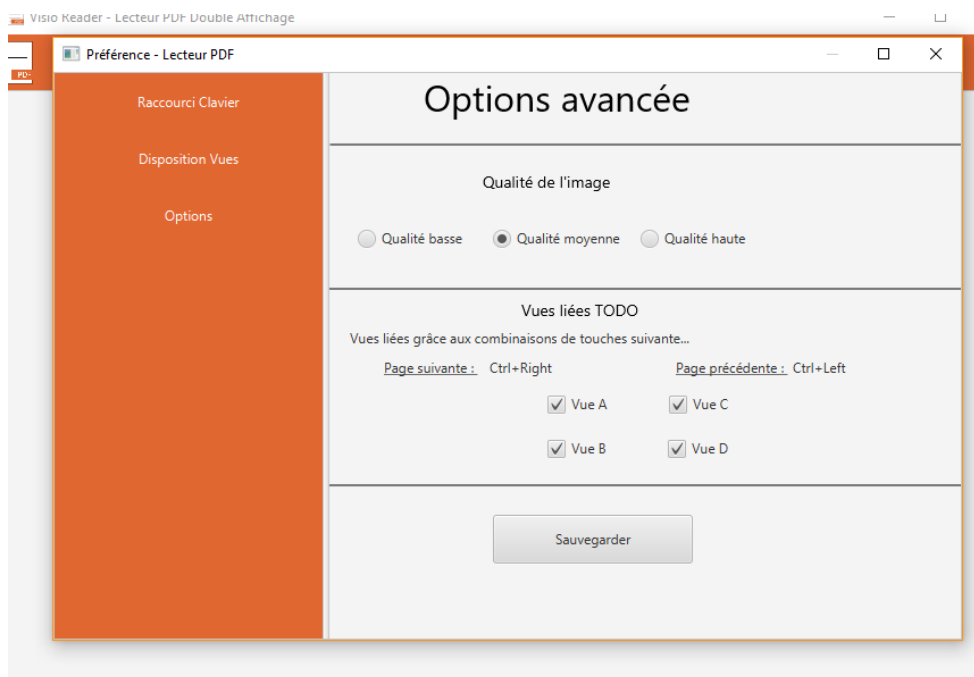 Visio Reader - Lecteur PDF Double Affichage
Préférence - Lecteur PDF
Raccourci Clavier
Disposition Vues
Options
Options avancée
Qualité de l'image
Qualité basse Qualité moyenne Qualité haute
Vues liées TODO
Vues liées grâce aux combinaisons de touches suivante...
Page suivante : Ctrl+Right Page précédente : Ctrl+Left
Vue A Vue C
Vue B Vue D
Sauvegarder